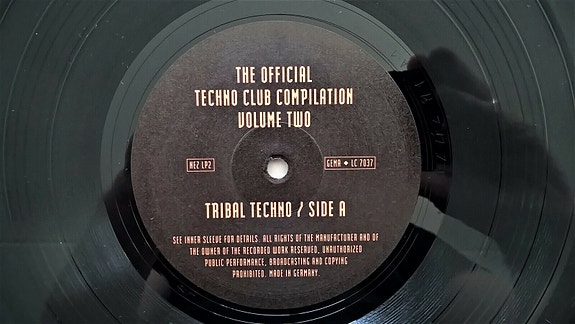 THE OFFICIAL
TECHNO CLUB COMPILATION
VOLUME TWO
NEZ LP2
GEMA ◆ LC 7037
TRIBAL TECHNO / SIDE A
SEE INNER SLEEVE FOR DETAILS. ALL RIGHTS OF THE MANUFACTURER AND OF
THE OWNER OF THE RECORDED WORK RESERVED. UNAUTHORIZED
PUBLIC PERFORMANCE, BROADCASTING AND COPYING
PROHIBITED. MADE IN GERMANY.